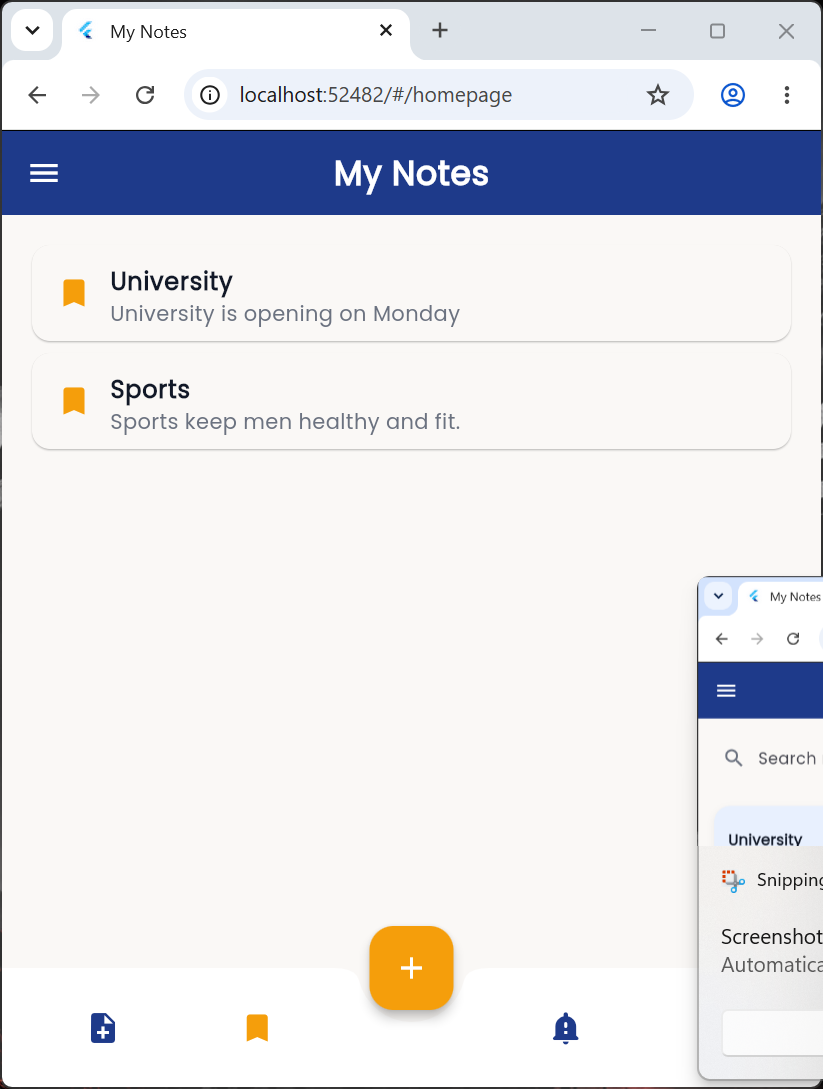 My Notes
localhost:52482/#/homepage
My Notes
University
University is opening on Monday
Sports
Sports keep men healthy and fit.
My Notes
Search
University
Snipping
Screenshot